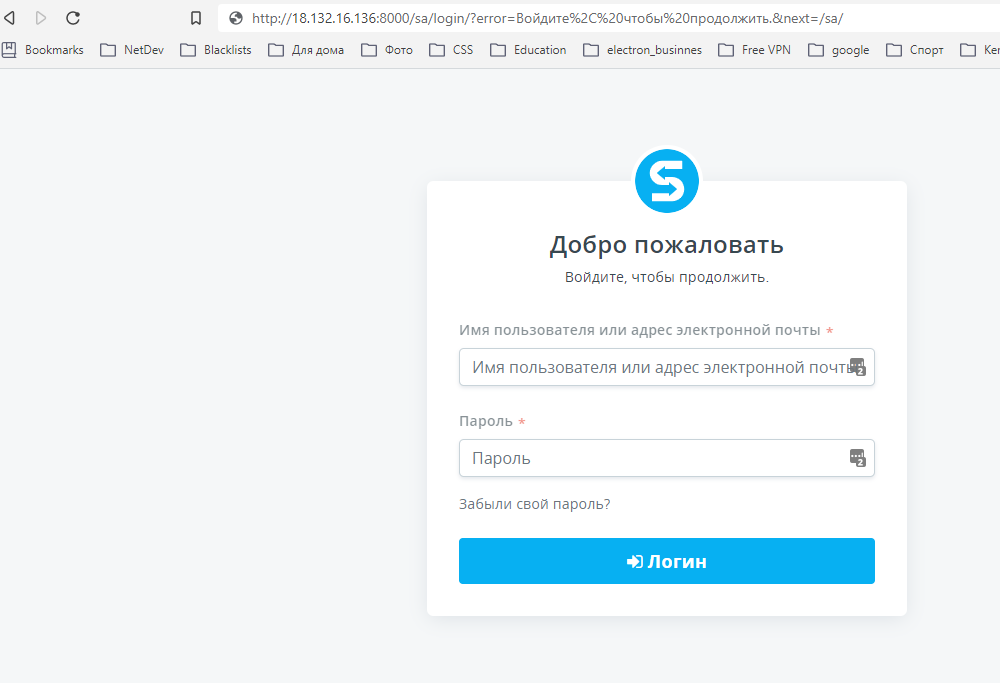 http://18.132.16.136:8000/sa/login/?error=Войдите%2C%20чтобы%20продолжить.&next=/sa/
Bookmarks NetDev Blacklists Для дома Фото CSS Education electron_businnes Free VPN google Спорт
S
Добро пожаловать
Войдите, чтобы продолжить.
Имя пользователя или адрес электронной почты *
Имя пользователя или адрес электронной почты
2
Пароль *
Пароль
2
Забыли свой пароль?
Логин